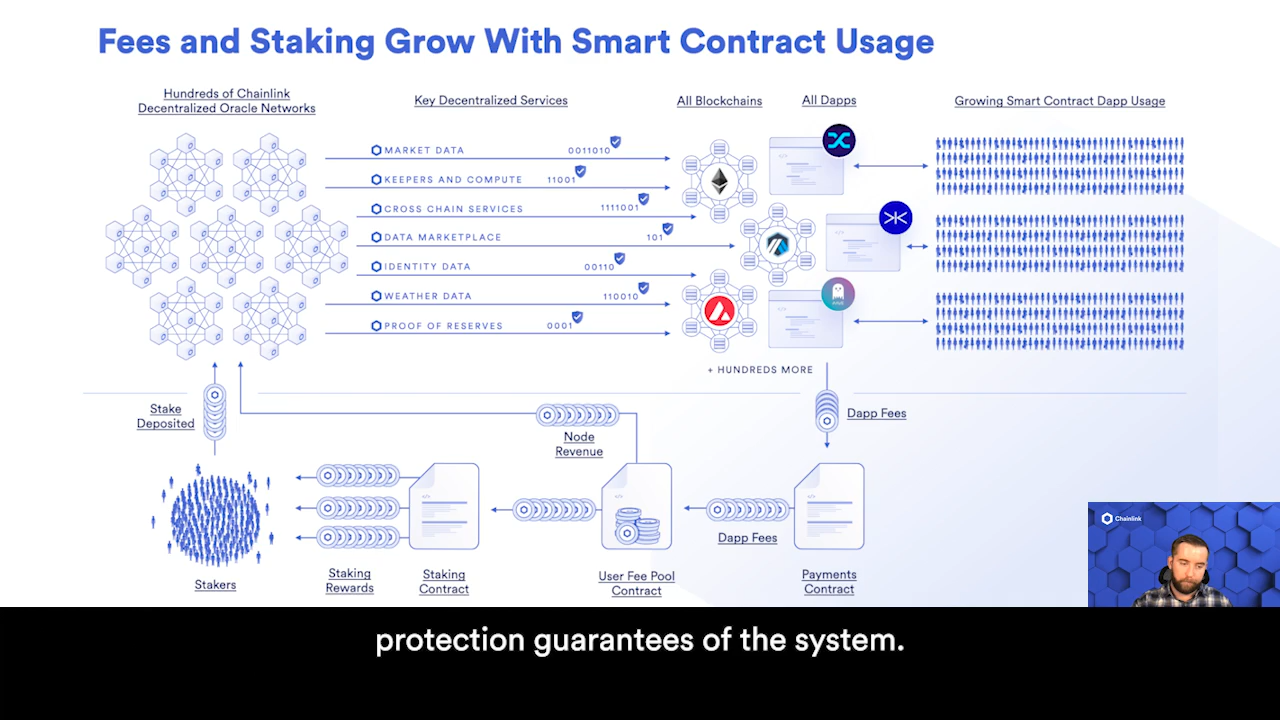 Fees and Staking Grow With Smart Contract Usage
Hundreds of Chainlink
Decentralized Oracle Networks
Key Decentralized Services
All Blockchains
All Dapps
Growing Smart Contract Dapp Usage
MARKET DATA 0011010
KEEPERS AND COMPUTE 11001
CROSS CHAIN SERVICES 1111001
DATA MARKETPLACE 101
IDENTITY DATA 00110
WEATHER DATA 110010
PROOF OF RESERVES 0001
+ HUNDREDS MORE
Stake
Deposited
Node
Revenue
Dapp Fees
Dapp Fees
Stakers
Staking
Rewards
Staking
Contract
User Fee Pool
Contract
Payments
Contract
Chainlink
protection guarantees of the system.